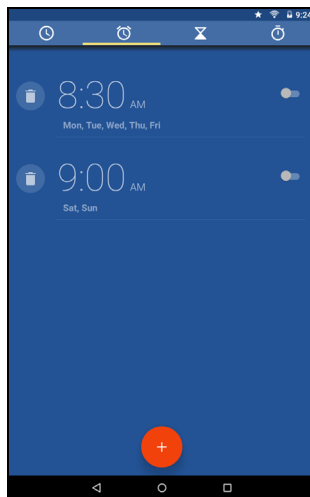 9:24
8:30 AM
Mon, Tue, Wed, Thu, Fri
9:00 AM
Sat, Sun